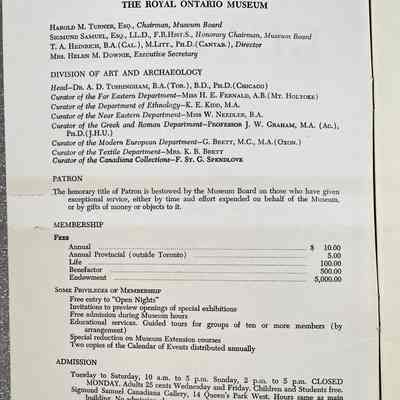 THE ROYAL ONTARIO MUSEUM
HAROLD M. TURNER, ESQ., Chairman, Museum Board
SIGMUND SAMUEL, ESQ., LL.D., F.R.HIST.S., Honorary Chairman, Museum Board
T. A. HEINRICH, B.A.(CAL.), M.LITT., PH.D.(CANTAB.), Director
MRS. HELEN M. DOWNIE, Executive Secretary
DIVISION OF ART AND ARCHAEOLOGY
Head—DR. A. D. TUSHINGHAM, B.A.(TOR.), B.D., PH.D.(CHICAGO)
Curator of the Far Eastern Department—MISS H. E. FERNALD, A.B.(MT. HOLYOKE)
Curator of the Department of Ethnology—K. E. KIDD, M.A.
Curator of the Near Eastern Department—MISS W. NEEDLER, B.A.
Curator of the Greek and Roman Department—PROFESSOR J. W. GRAHAM, M.A. (AC.),
PH.D.(J.H.U.)
Curator of the Modern European Department—G. BRETT, M.C., M.A.(OXON.)
Curator of the Textile Department—MRS. K. B. BRETT
Curator of the Canadiana Collections—F. ST. G. SPENDLOVE
PATRON
The honorary title of Patron is bestowed by the Museum Board on those who have given
exceptional service, either by time and effort expended on behalf of the Museum,
or by gifts of money or objects to it.
MEMBERSHIP
FEES
Annual $ 10.00
Annual Provincial (outside Toronto) 5.00
Life 100.00
Benefactor 500.00
Endowment 5,000.00
SOME PRIVILEGES OF MEMBERSHIP
Free entry to "Open Nights"
Invitations to preview openings of special exhibitions
Free admission during Museum hours
Educational services. Guided tours for groups of ten or more members (by
arrangement)
Special reduction on Museum Extension courses
Two copies of the Calendar of Events distributed annually
ADMISSION
Tuesday to Saturday, 10 a.m. to 5 p.m. Sunday, 2 p.m. to 5 p.m. CLOSED
MONDAY. Adults 25 cents Wednesday and Friday. Children and Students free.
Sigmund Samuel Canadiana Gallery, 14 Queen's Park West. Hours same as main
building. No